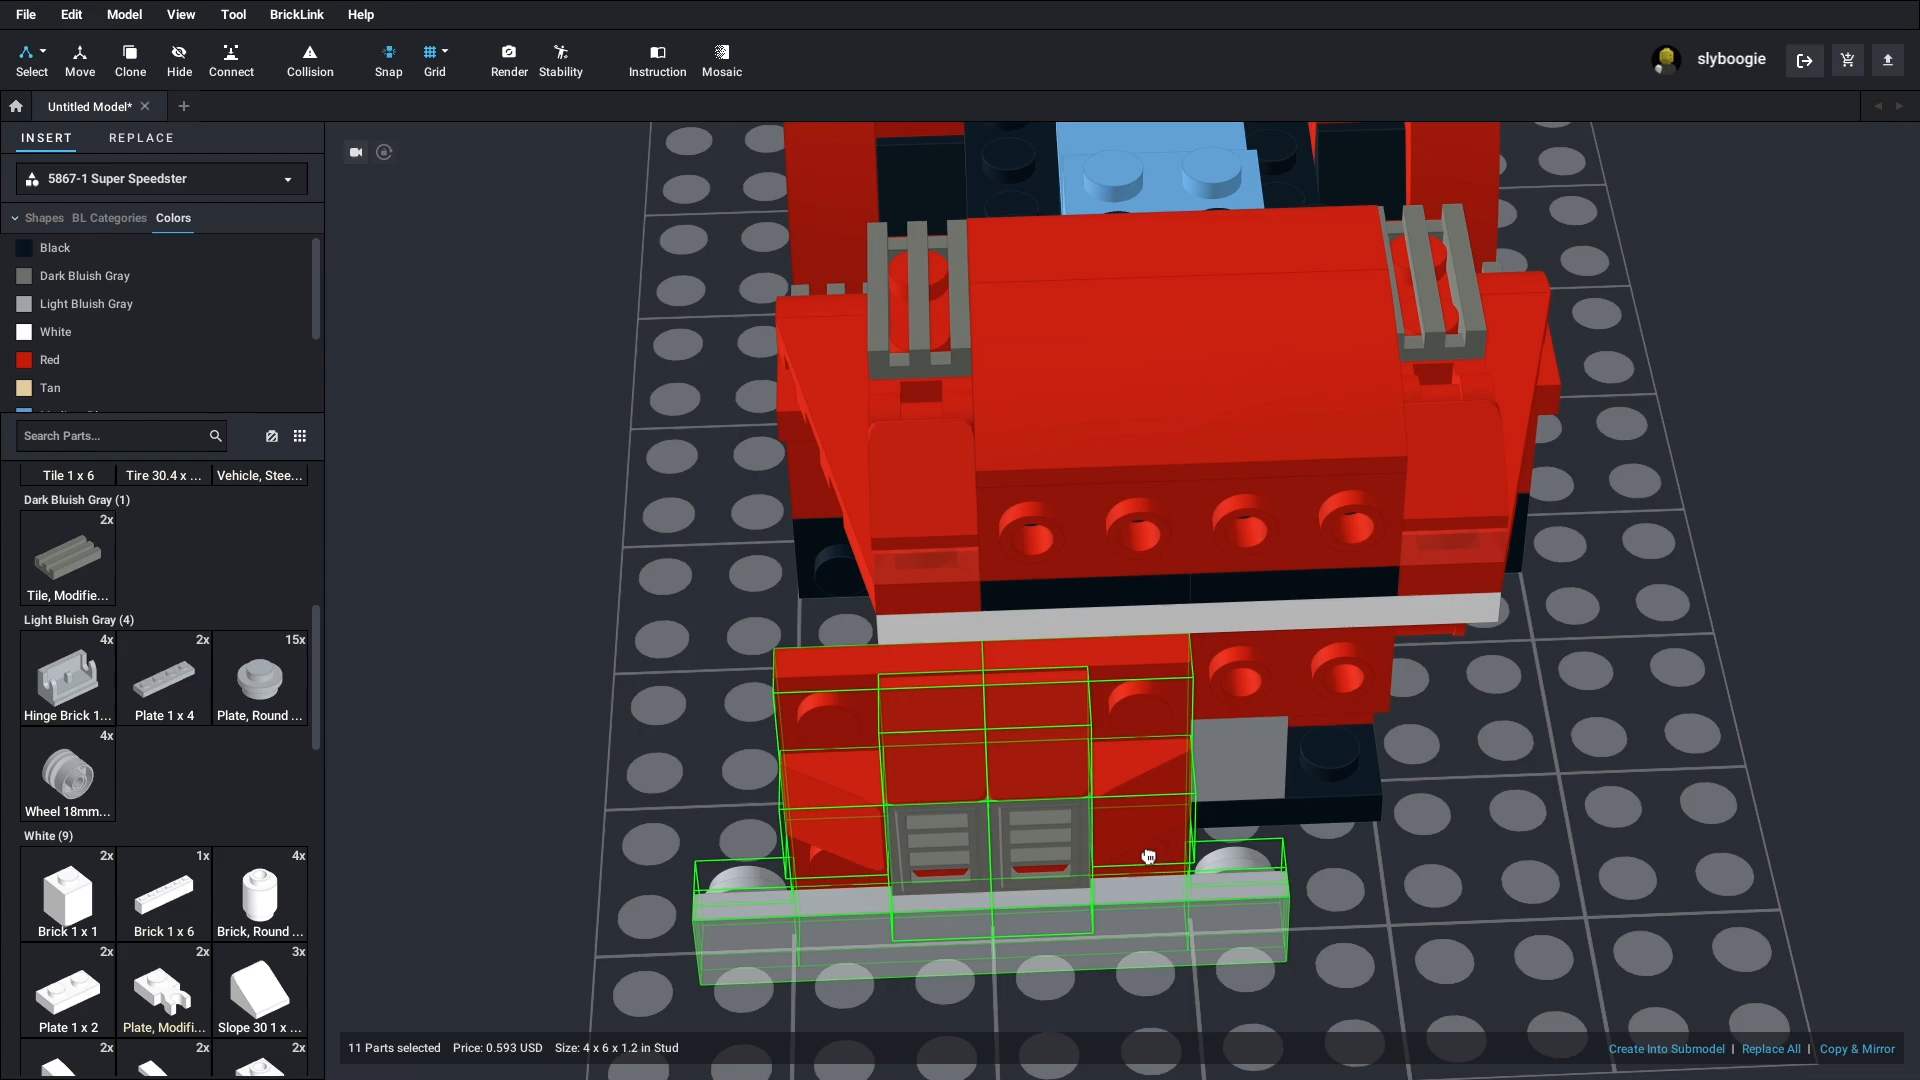 File Edit Model View Tool BrickLink Help
Select Move Clone Hide Connect Collision Snap Grid Render Stability Instruction Mosaic
slyboogie
Untitled Model*
INSERT REPLACE
5867-1 Super Speedster
Shapes BL Categories Colors
Black
Dark Bluish Gray
Light Bluish Gray
White
Red
Tan
Search Parts...
Tile 1 x 6 Tire 30.4 x ... Vehicle, Stee...
Dark Bluish Gray (1)
2x
Tile, Modifie...
Light Bluish Gray (4)
4x 2x 15x
Hinge Brick 1... Plate 1 x 4 Plate, Round ...
4x
Wheel 18mm...
White (9)
2x 1x 4x
Brick 1 x 1 Brick 1 x 6 Brick, Round ...
2x 2x 3x
Plate 1 x 2 Plate, Modifi... Slope 30 1 x ...
2x 2x 2x
11 Parts selected Price: 0.593 USD Size: 4 x 6 x 1.2 in Stud
Create Into Submodel | Replace All | Copy & Mirror